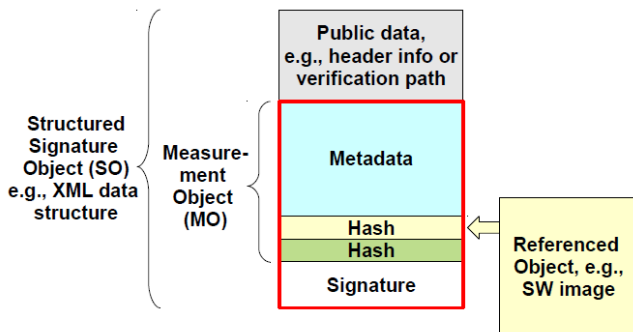 Public data,
e.g., header info or
verification path
Structured
Signature
Object (SO)
e.g., XML data
structure
Measure-
ment
Object
(MO)
Metadata
Hash
Hash
Signature
Referenced
Object, e.g.,
SW image